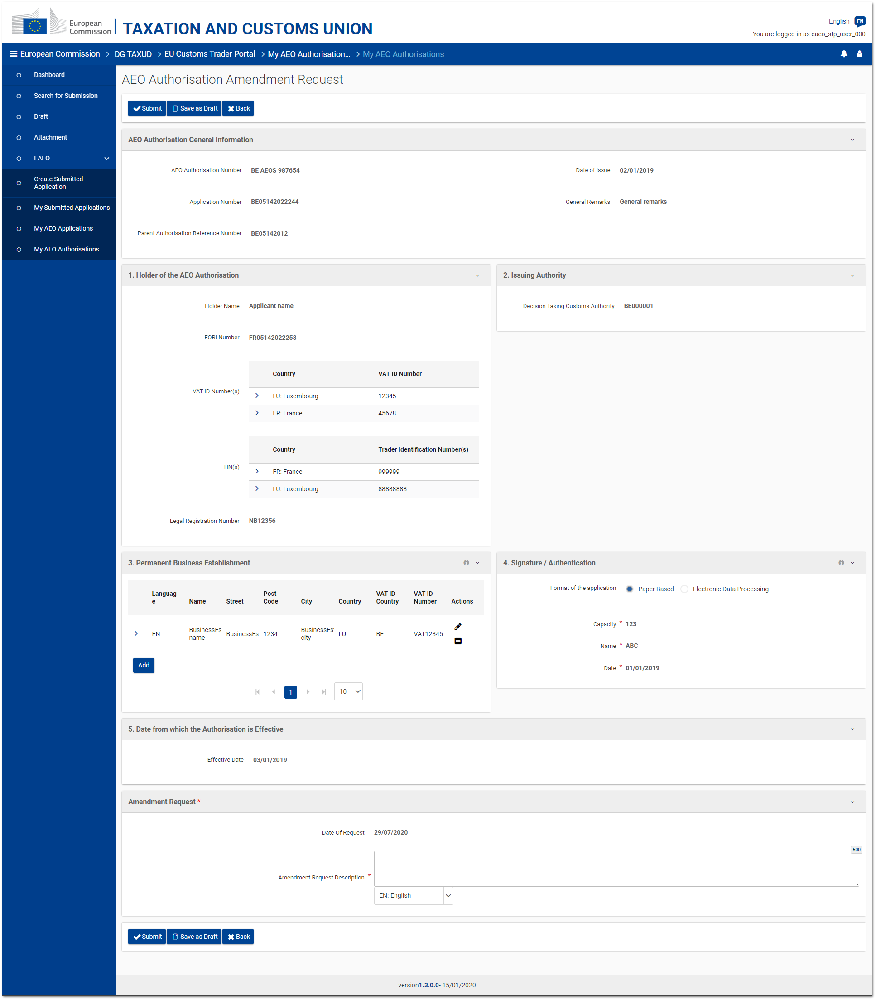 European
Commission
TAXATION AND CUSTOMS UNION
English EN
You are logged-in as eaeo_stp_user_000
European Commission > DG TAXUD > EU Customs Trader Portal > My AEO Authorisation... > My AEO Authorisations
Dashboard
Search for Submission
Draft
Attachment
EAEO
Create Submitted
Application
My Submitted Applications
My AEO Applications
My AEO Authorisations
AEO Authorisation Amendment Request
Submit Save as Draft Back
AEO Authorisation General Information
AEO Authorisation Number BE AEOS 987654
Date of issue 02/01/2019
Application Number BE05142022244
General Remarks General remarks
Parent Authorisation Reference Number BE05142012
1. Holder of the AEO Authorisation
Holder Name Applicant name
EORI Number FR05142022253
VAT ID Number(s)
Country VAT ID Number
LU: Luxembourg 12345
FR: France 45678
TIN(s)
Country Trader Identification Number(s)
FR: France 999999
LU: Luxembourg 88888888
Legal Registration Number NB12356
2. Issuing Authority
Decision Taking Customs Authority BE000001
3. Permanent Business Establishment
Languag
e Name Street Post
Code City Country VAT ID
Country VAT ID
Number Actions
EN BusinessEs
name BusinessEs 1234 BusinessEs
city LU BE VAT12345
Add
1 10
4. Signature / Authentication
Format of the application Paper Based Electronic Data Processing
Capacity * 123
Name * ABC
Date * 01/01/2019
5. Date from which the Authorisation is Effective
Effective Date 03/01/2019
Amendment Request *
Date Of Request 29/07/2020
500
Amendment Request Description *
EN: English
Submit Save as Draft Back
version1.3.0.0- 15/01/2020